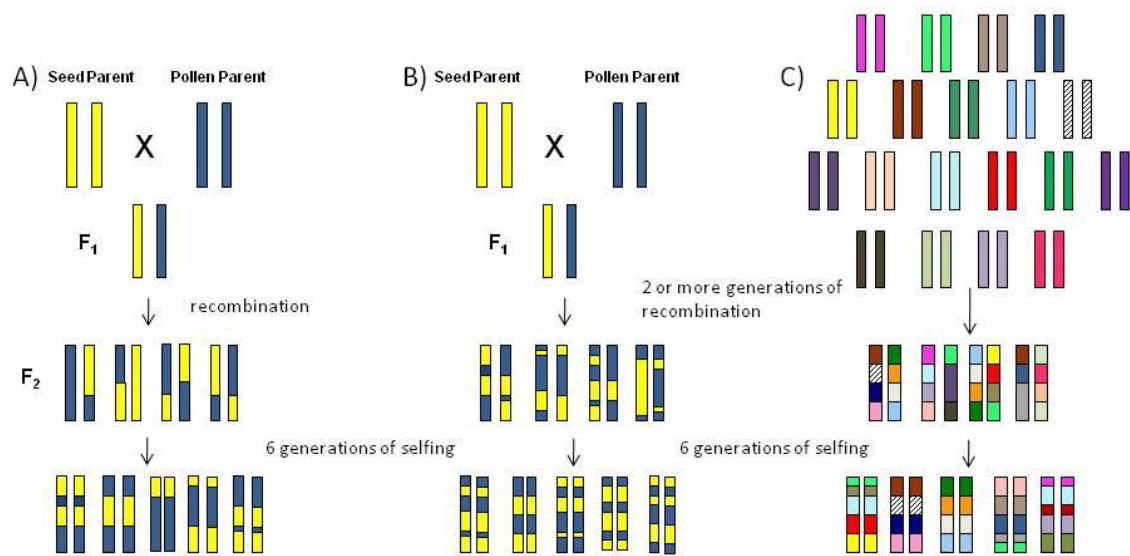 A)
Seed Parent
Pollen Parent
X
F1
recombination
F2
6 generations of selfing
B)
Seed Parent
Pollen Parent
X
F1
2 or more generations of
recombination
6 generations of selfing
C)